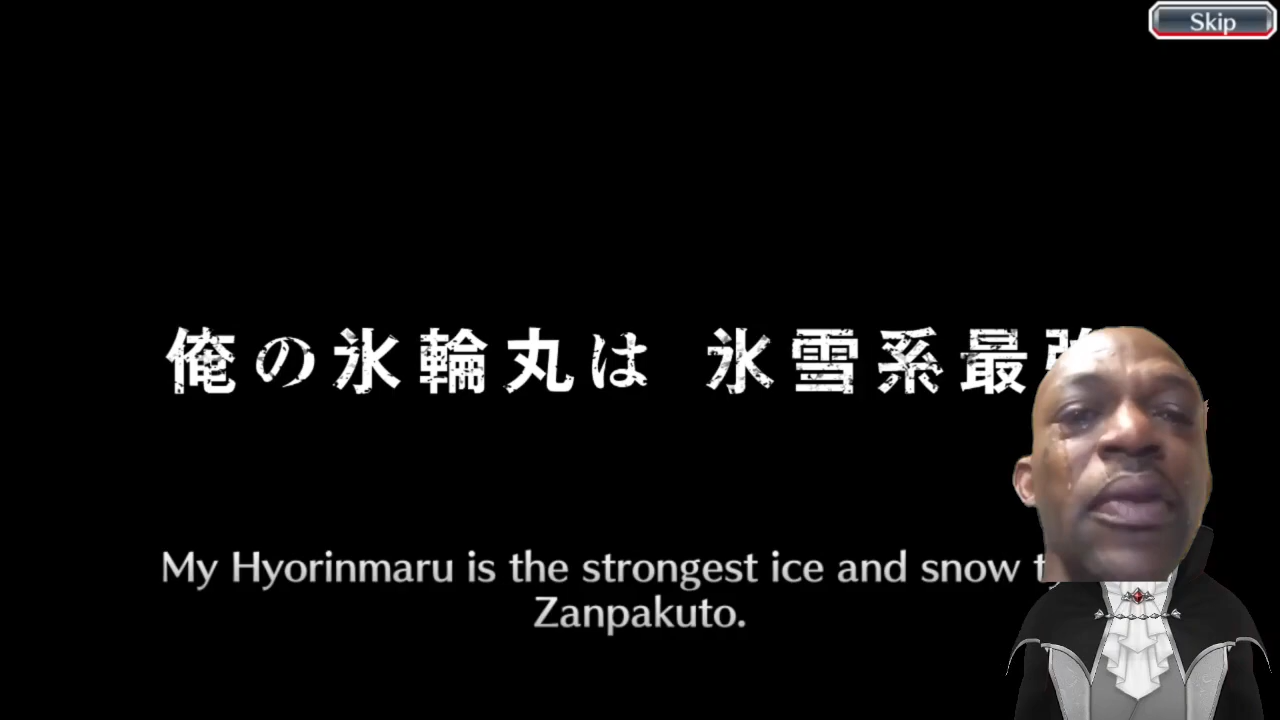 Skip
俺の氷輪丸は 氷雪系最
My Hyorinmaru is the strongest ice and snow
Zanpakuto.